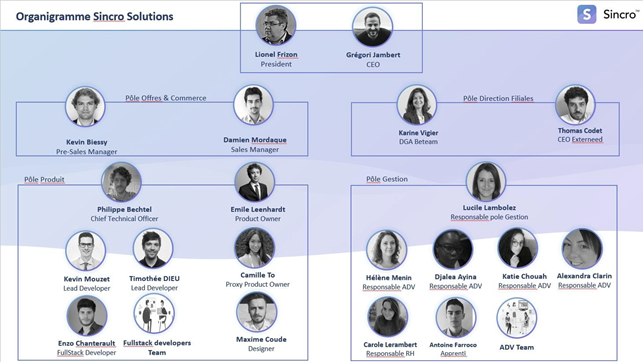 Organigramme Sincro Solutions
Sincro™
Lionel Frizon
President
Grégori Jambert
CEO
Pôle Offres & Commerce
Kevin Biessy
Pre-Sales Manager
Damien Mordaque
Sales Manager
Pôle Direction Filiales
Karine Vigier
DGA Beteam
Thomas Codet
CEO Externeed
Pôle Produit
Philippe Bechtel
Chief Technical Officer
Emile Leenhardt
Product Owner
Kevin Mouzet
Lead Developer
Timothée DIEU
Lead Developer
Camille To
Proxy Product Owner
Enzo Chanterault
FullStack Developer
Fullstack developers
Team
Maxime Coude
Designer
Pôle Gestion
Lucile Lambolez
Responsable pole Gestion
Hélène Menin
Responsable ADV
Djalea Ayina
Responsable ADV
Katie Chouah
Responsable ADV
Alexandra Clarin
Responsable ADV
Carole Lerambert
Responsable RH
Antoine Farroco
Apprenti
ADV Team